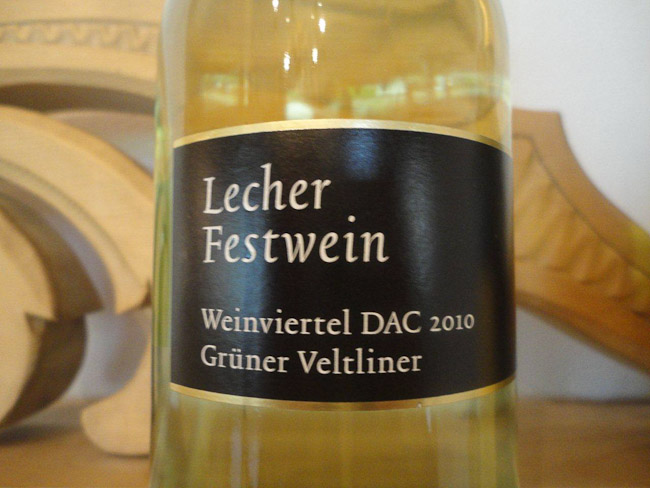 Lecher
Festwein
Weinviertel DAC 2010
Grüner Veltliner